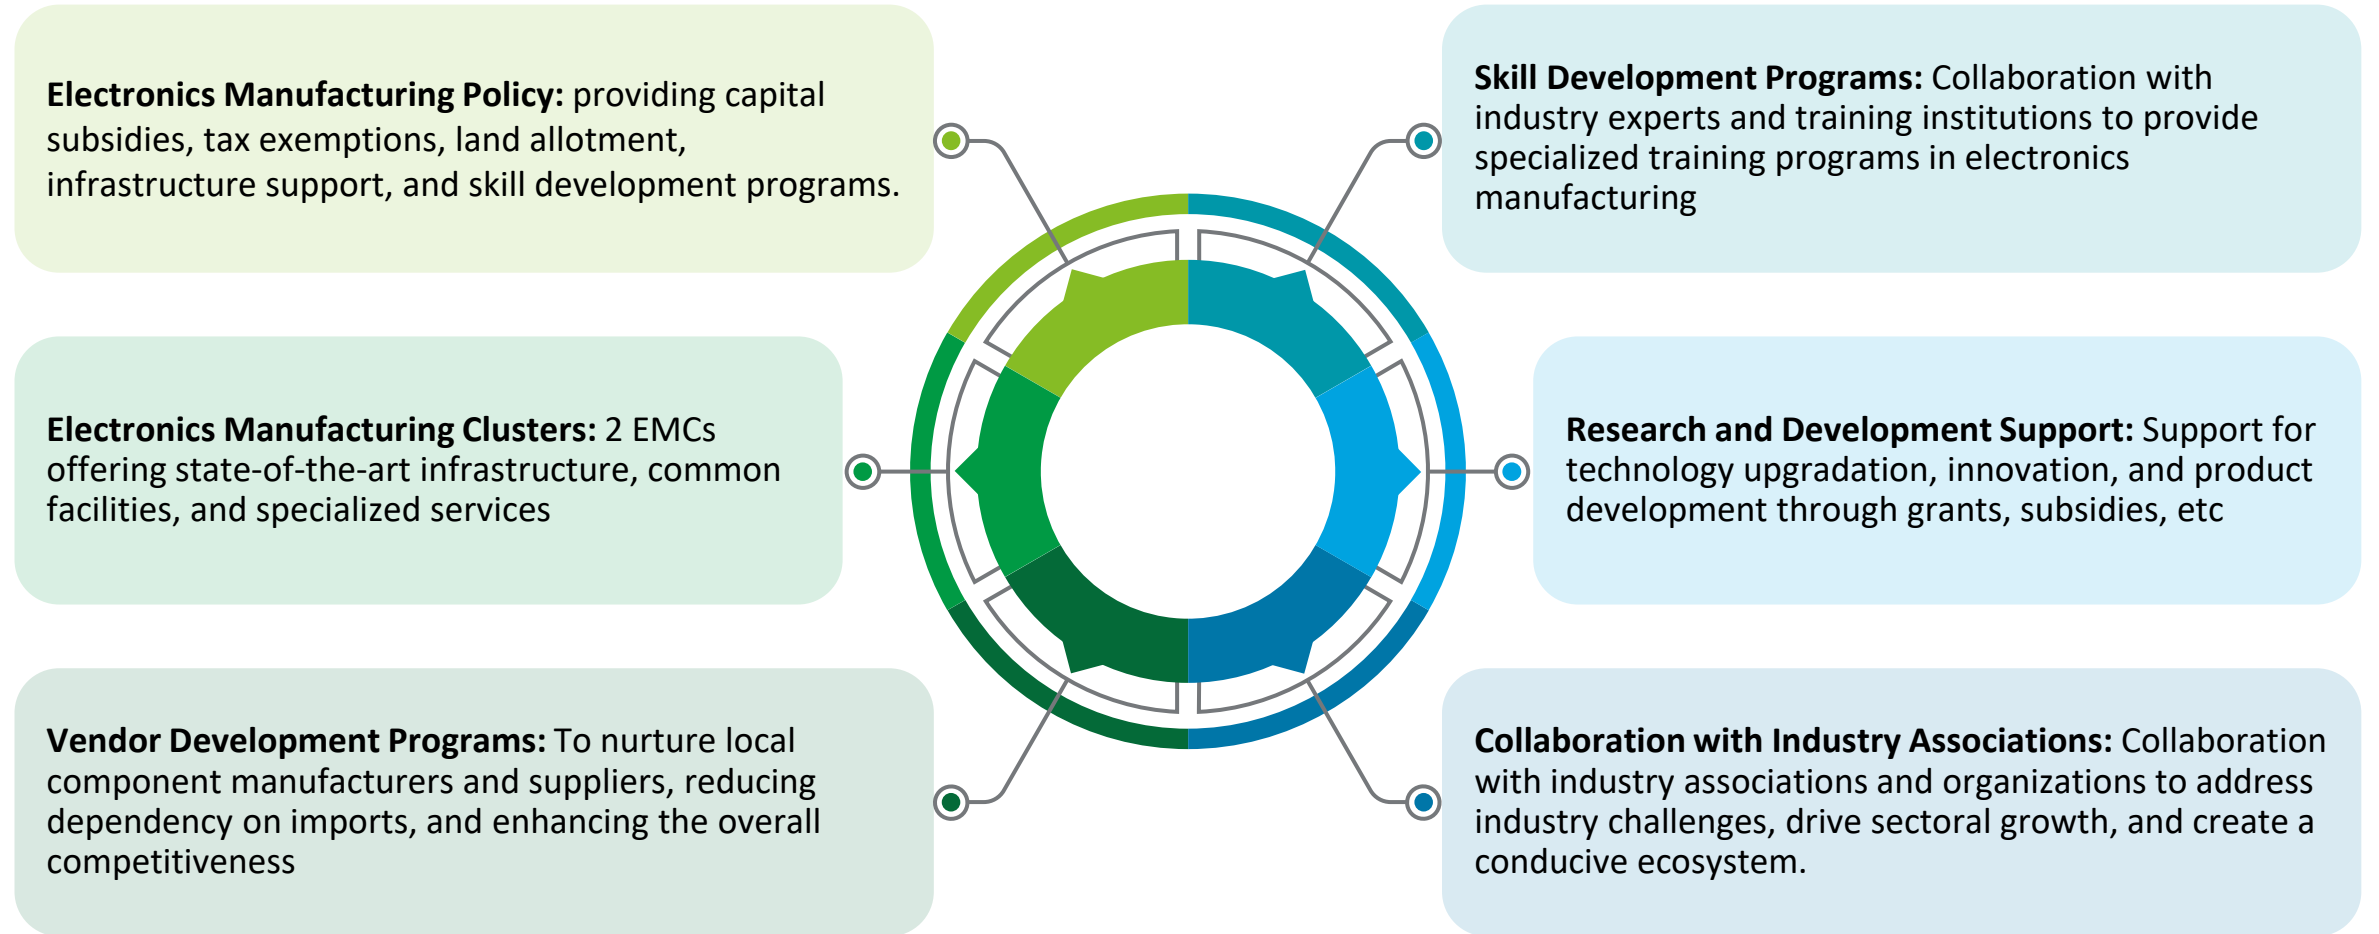 Electronics Manufacturing Policy: providing capital
subsidies, tax exemptions, land allotment,
infrastructure support, and skill development programs.
Electronics Manufacturing Clusters: 2 EMCs
offering state-of-the-art infrastructure, common
facilities, and specialized services
Vendor Development Programs: To nurture local
component manufacturers and suppliers, reducing
dependency on imports, and enhancing the overall
competitiveness
Skill Development Programs: Collaboration with
industry experts and training institutions to provide
specialized training programs in electronics
manufacturing
Research and Development Support: Support for
technology upgradation, innovation, and product
development through grants, subsidies, etc
Collaboration with Industry Associations: Collaboration
with industry associations and organizations to address
industry challenges, drive sectoral growth, and create a
conducive ecosystem.